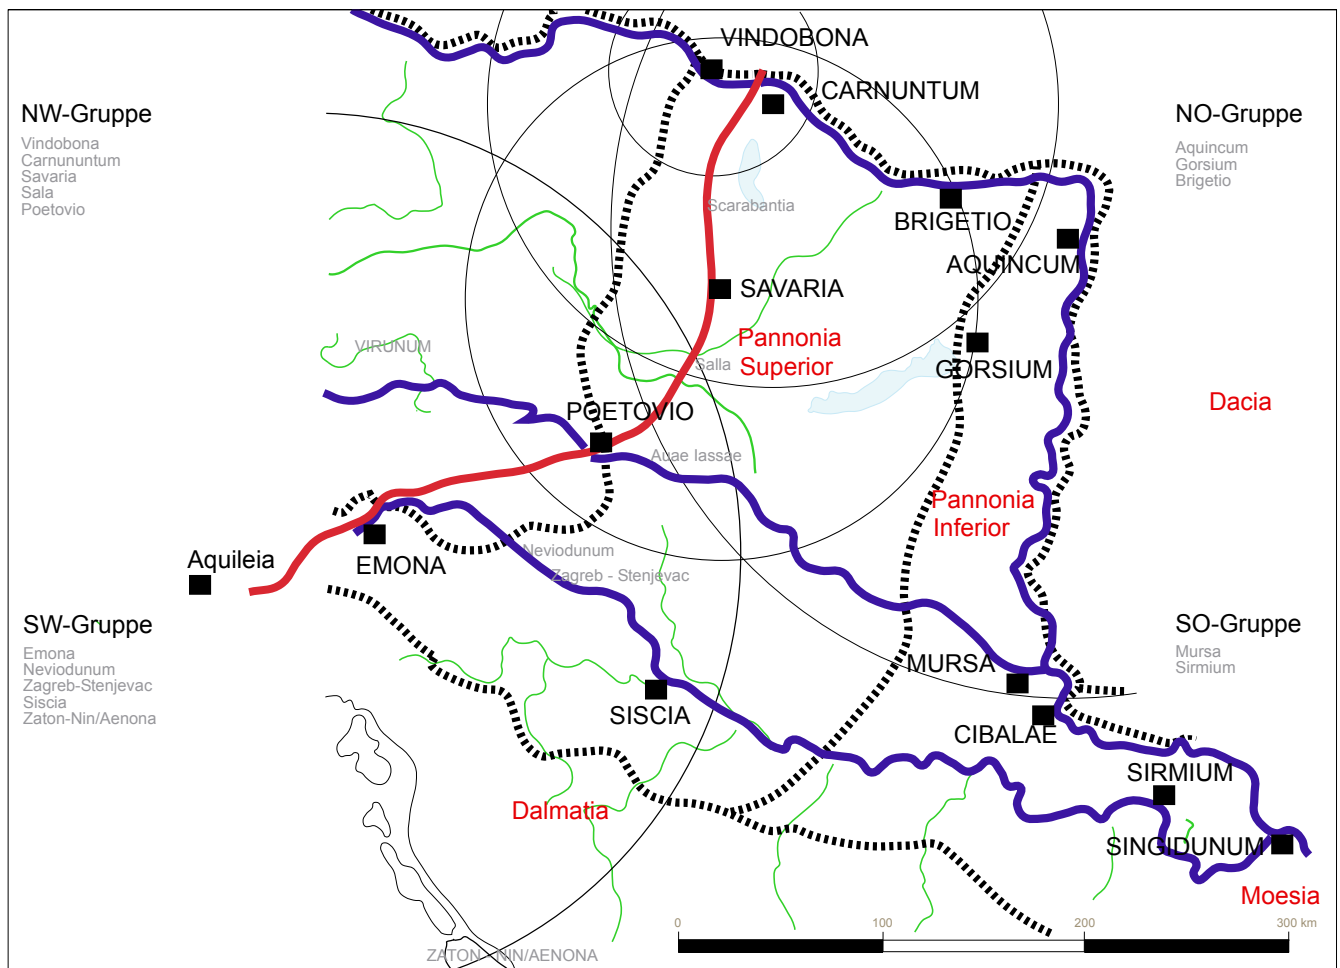 VINDOBONA
CARNUNTUM
NW-Gruppe
Vindobona
Carnununtum
Savaria
Sala
Poetovio
NO-Gruppe
Aquincum
Gorsium
Brigetio
Scarabantia
BRIGETIO
AQUINCUM
SAVARIA
Pannonia
Superior
VIRUNUM
Salla
GORSIUM
Dacia
POETOVIO
Auae Iassae
Pannonia
Inferior
Neviodunum
Aquileia
EMONA
Zagreb - Stenjevac
SW-Gruppe
Emona
Neviodunum
Zagreb-Stenjevac
Siscia
Zaton-Nin/Aenona
SO-Gruppe
Mursa
Sirmium
MURSA
SISCIA
CIBALAE
SIRMIUM
Dalmatia
SINGIDUNUM
Moesia
0 100 200 300 km
ZATON - NIN/AENONA